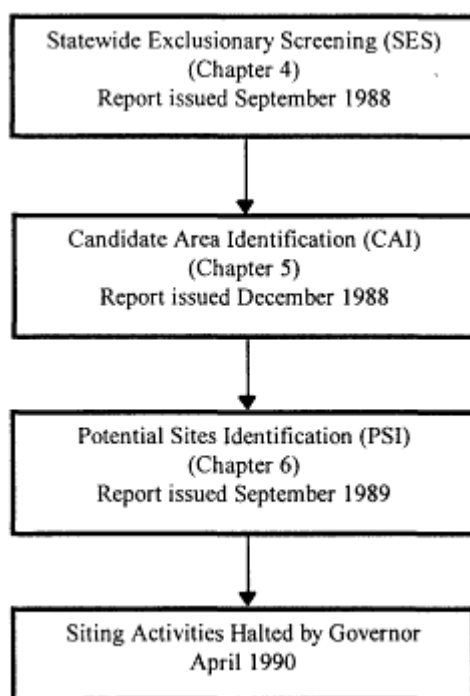 Statewide Exclusionary Screening (SES)
(Chapter 4)
Report issued September 1988
Candidate Area Identification (CAI)
(Chapter 5)
Report issued December 1988
Potential Sites Identification (PSI)
(Chapter 6)
Report issued September 1989
Siting Activities Halted by Governor
April 1990